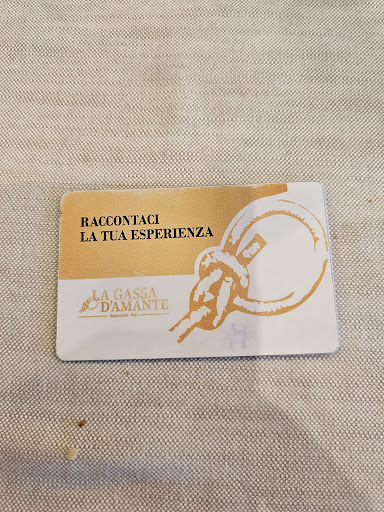 RACCONTACI
LA TUA ESPERIENZA
LA GASSA
D'AMANTE